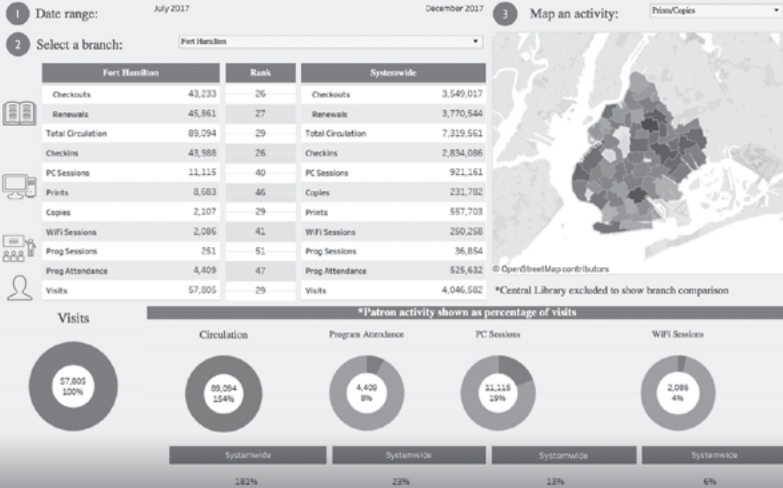 1 Date range: July 2017 December 2017
2 Select a branch: Fort Hamilton
3 Map an activity: Prints/Copies
Fort Hamilton Rank Systemwide
Checkouts 43,233 26 Checkouts 3,549,017
Renewals 45,861 27 Renewals 3,770,544
Total Circulation 89,094 29 Total Circulation 7,319,561
Checkins 43,988 26 Checkins 2,834,086
PC Sessions 11,115 40 PC Sessions 921,161
Prints 8,683 46 Copies 231,782
Copies 2,107 29 Prints 557,703
WiFi Sessions 2,086 41 WiFi Sessions 250,258
Prog Sessions 251 51 Prog Sessions 36,854
Prog Attendance 4,409 47 Prog Attendance 525,632
Visits 57,805 29 Visits 4,046,582
© OpenStreetMap contributors
*Central Library excluded to show branch comparison
*Patron activity shown as percentage of visits
Visits Circulation Program Attendance PC Sessions WiFi Sessions
57,805 89,094 4,409 11,115 2,086
100% 154% 8% 19% 4%
Systemwide Systemwide Systemwide Systemwide
181% 23% 13% 6%